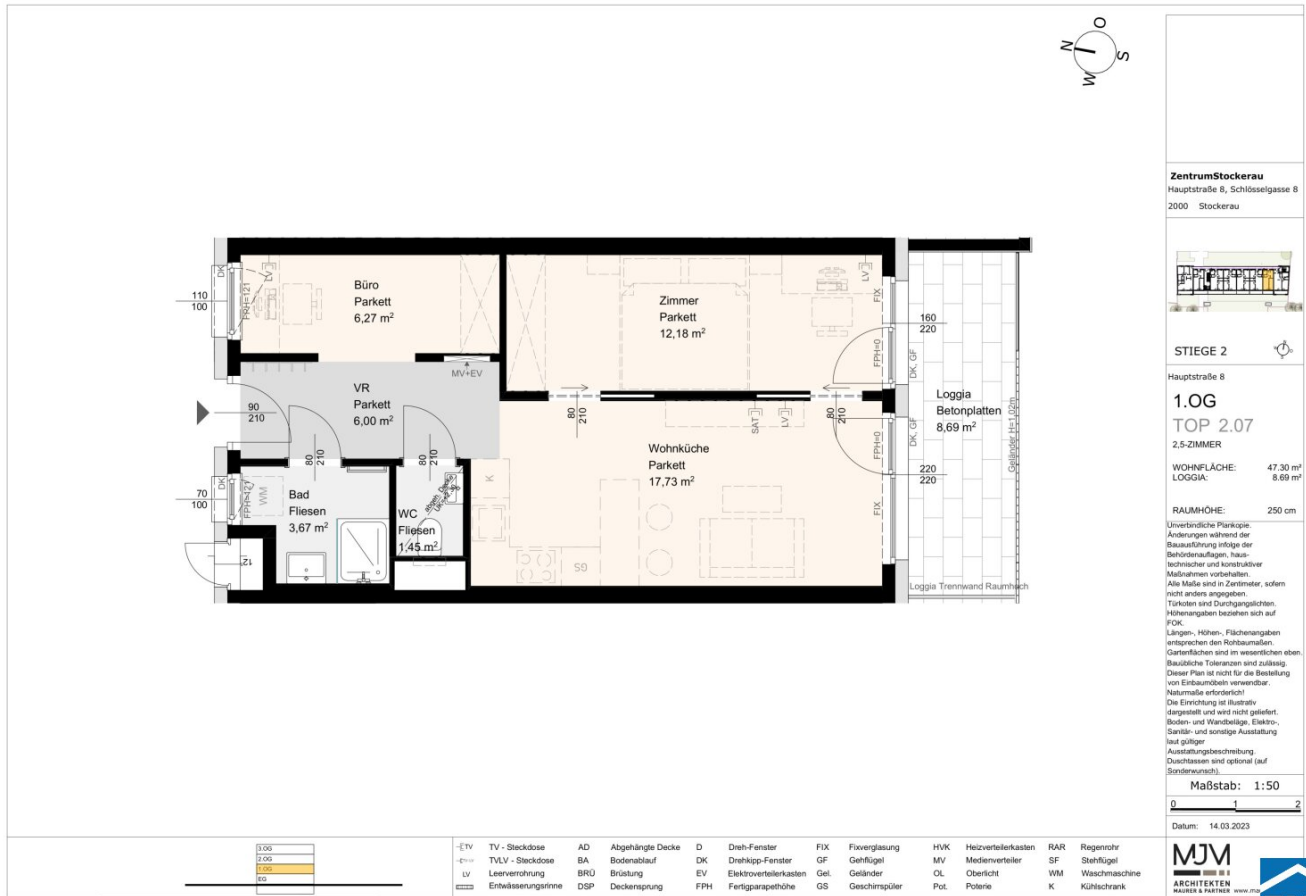 N
O
S
W
ZentrumStockerau
Hauptstraße 8, Schlösselgasse 8
2000 Stockerau
STIEGE 2
Hauptstraße 8
1.OG
TOP 2.07
2,5-ZIMMER
WOHNFLÄCHE: 47.30 m²
LOGGIA: 8.69 m²
RAUMHÖHE: 250 cm
Unverbindliche Plankopie.
Änderungen während der
Bauausführung infolge der
Behördenauflagen, haus-
technischer und konstruktiver
Maßnahmen vorbehalten.
Alle Maße sind in Zentimeter, sofern
nicht anders angegeben.
Türkoten sind Durchgangslichten.
Höhenangaben beziehen sich auf
FOK.
Längen-, Höhen-, Flächenangaben
entsprechen den Rohbaumaßen.
Gartenflächen sind im wesentlichen eben.
Bauübliche Toleranzen sind zulässig.
Dieser Plan ist nicht für die Bestellung
von Einbaumöbeln verwendbar.
Naturmaße erforderlich!
Die Einrichtung ist illustrativ
dargestellt und wird nicht geliefert.
Boden- und Wandbeläge, Elektro-,
Sanitär- und sonstige Ausstattung
laut gültiger
Ausstattungsbeschreibung.
Duschtassen sind optional (auf
Sonderwunsch).
Maßstab: 1:50
0 1 2
Datum: 14.03.2023
MJM
ARCHITEKTEN
MAURER & PARTNER www.ma
DK
FRH=121
LV
110
100
Büro
Parkett
6,27 m²
Zimmer
Parkett
12,18 m²
LV
FIX
160
220
FPH=0
DK, GF
MV+EV
VR
Parkett
6,00 m²
90
210
80
210
80
210
80
210
80
210
SAT
LV
Wohnküche
Parkett
17,73 m²
Loggia
Betonplatten
8,69 m²
Geländer H=1.02m
DK, GF
FPH=0
220
220
FIX
K
GS
DK
FPH=121
70
100
WM
Bad
Fliesen
3,67 m²
WC
Fliesen
1,45 m²
12
Loggia Trennwand Raumhoch
3.OG
2.OG
1.OG
EG
TV TV - Steckdose AD Abgehängte Decke D Dreh-Fenster FIX Fixverglasung HVK Heizverteilerkasten RAR Regenrohr
TVLV - Steckdose BA Bodenablauf DK Drehkipp-Fenster GF Gehflügel MV Medienverteiler SF Stehflügel
LV Leerverrohrung BRÜ Brüstung EV Elektroverteilerkasten Gel. Geländer OL Oberlicht WM Waschmaschine
Entwässerungsrinne DSP Deckensprung FPH Fertigparapethöhe GS Geschirrspüler Pot. Poterie K Kühlschrank